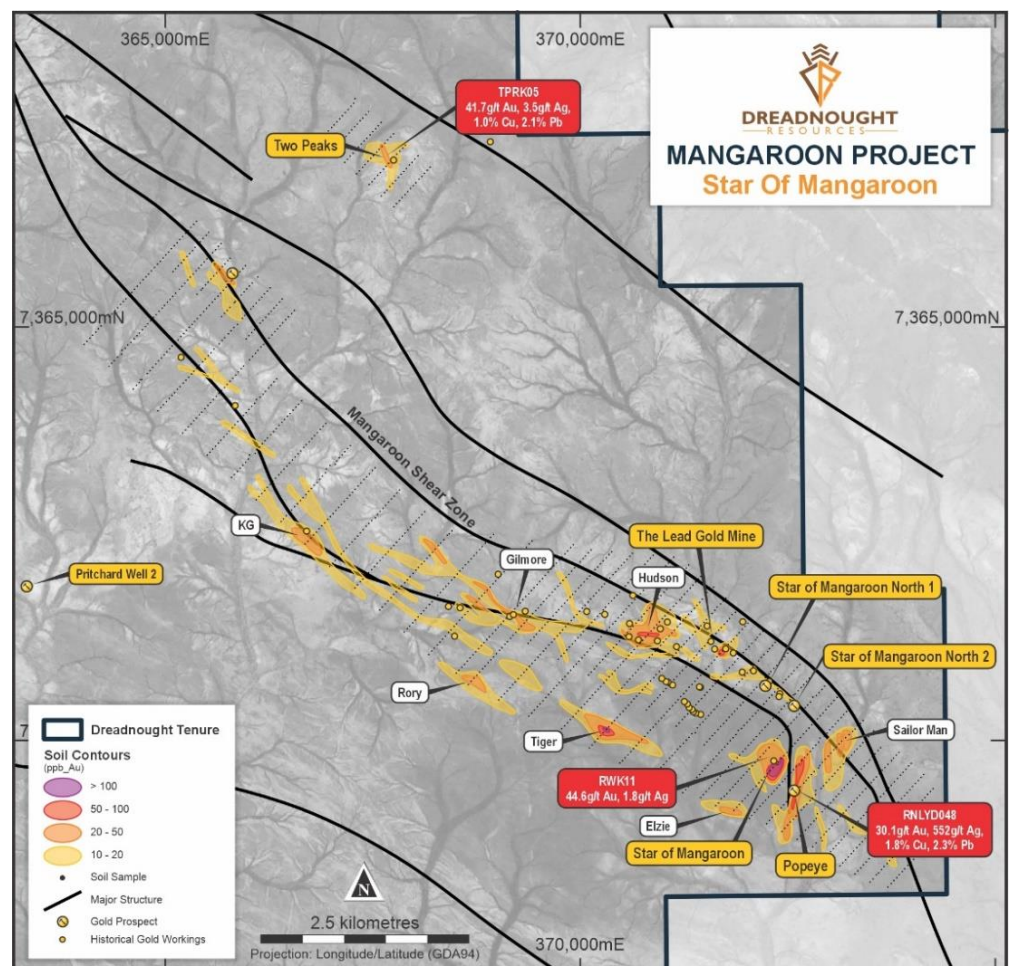 365,000mE
370,000mE
DREADNOUGHT
RESOURCES
MANGAROON PROJECT
Star Of Mangaroon
TPRK05
41.7g/t Au, 3.5g/t Ag,
1.0% Cu, 2.1% Pb
Two Peaks
7,365,000mN
7,365,000mN
Mangaroon Shear Zone
KG
Pritchard Well 2
Gilmore
The Lead Gold Mine
Hudson
Star of Mangaroon North 1
Star of Mangaroon North 2
Rory
Tiger
Sailor Man
RWK11
44.6g/t Au, 1.8g/t Ag
Elzie
Star of Mangaroon
Popeye
RNLYD048
30.1g/t Au, 552g/t Ag,
1.8% Cu, 2.3% Pb
7
Dreadnought Tenure
Soil Contours
(ppb_Au)
> 100
50 - 100
20 - 50
10 - 20
Soil Sample
Major Structure
Gold Prospect
Historical Gold Workings
N
2.5 kilometres
Projection: Longitude/Latitude (GDA94)
370,000mE